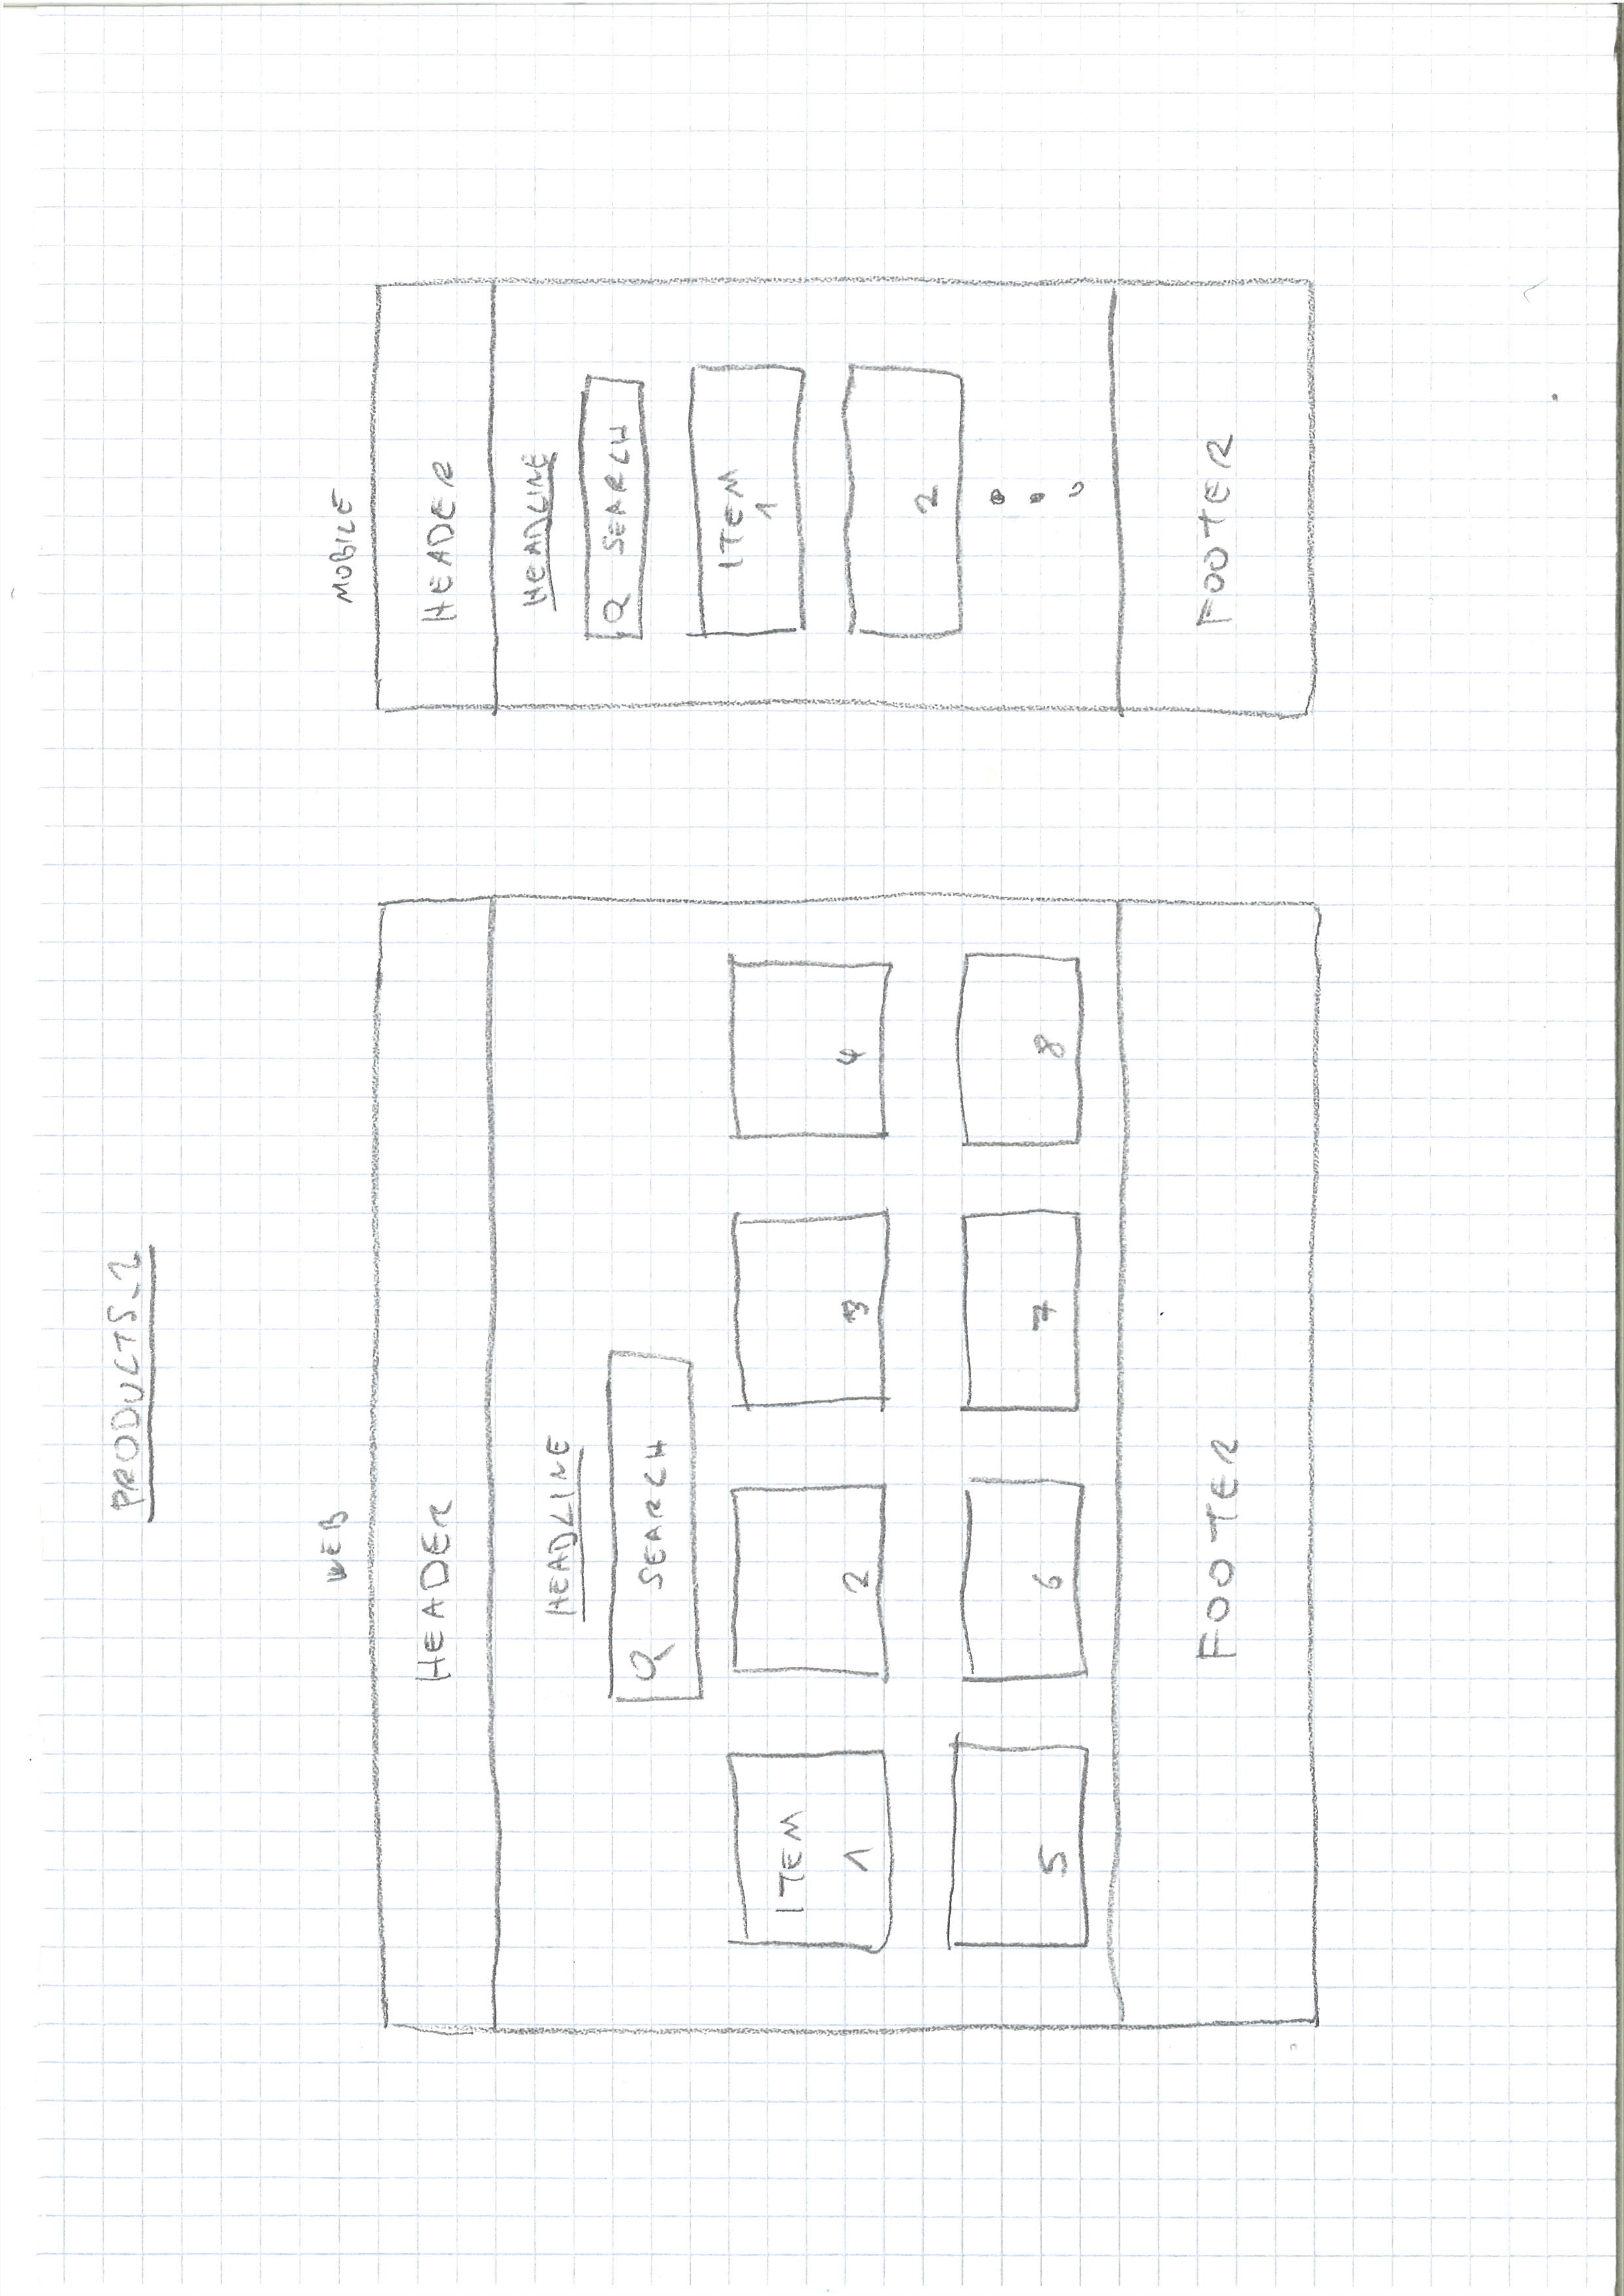 PRODUCTS_2
WEB
HEADER
HEADLINE
SEARCH
ITEM
1
2
3
4
5
6
7
8
FOOTER
MOBILE
HEADER
HEADLINE
SEARCH
ITEM
1
2
FOOTER